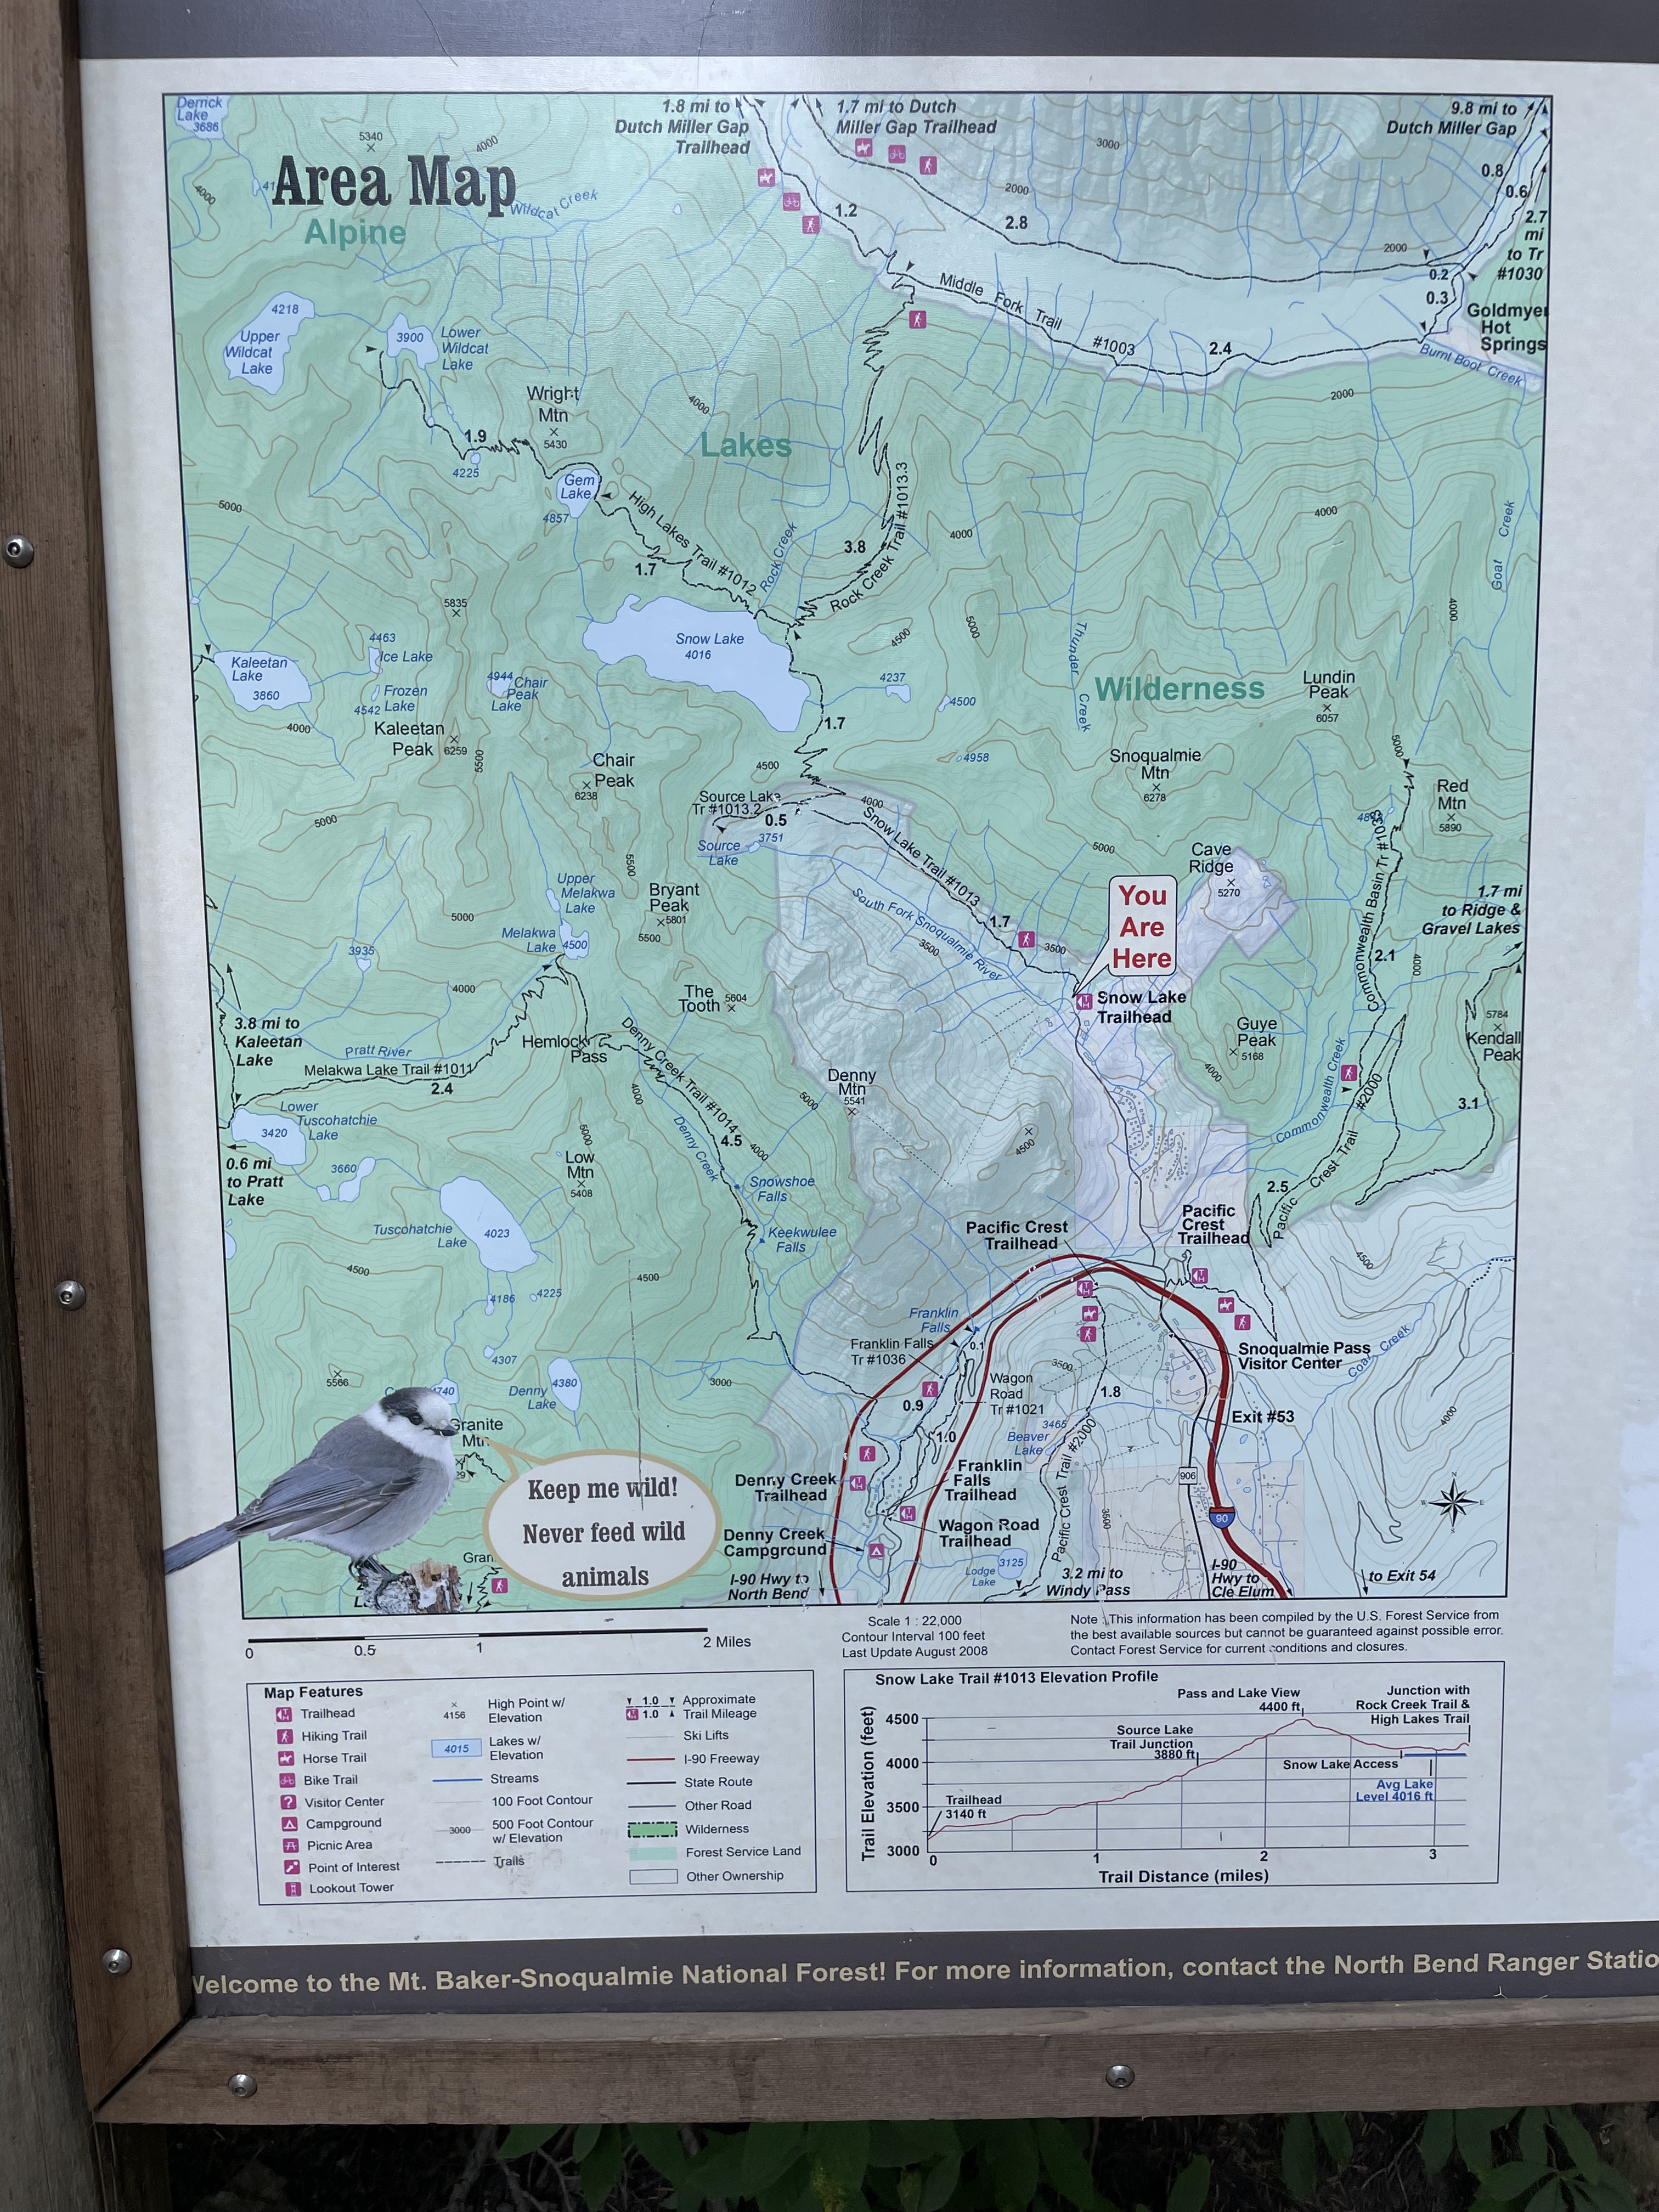 Area Map
Alpine
Lakes
Wilderness
Derrick
Lake
3686
5340
4000
4000
Wildcat Creek
1.8 mi to
Dutch Miller Gap
Trailhead
1.7 mi to Dutch
Miller Gap Trailhead
9.8 mi to
Dutch Miller Gap
3000
2000
2000
1.2
2.8
0.8
0.6
2.7
mi
to Tr
#1030
0.2
0.3
Goldmyer
Hot
Springs
Burnt Boot Creek
Middle Fork Trail
#1003
2.4
2000
4218
Upper
Wildcat
Lake
3900
Lower
Wildcat
Lake
Wright
Mtn
5430
4000
1.9
4225
Gem
Lake
4857
5000
High Lakes Trail #1012
1.7
Rock Creek
3.8
Rock Creek Trail #1013.3
4000
4000
Goat Creek
5835
4463
Ice Lake
Kaleetan
Lake
3860
4944
Chair
Peak
Lake
Frozen
Lake
4542
Kaleetan
Peak
6259
4000
5500
Snow Lake
4016
4500
5000
4237
4500
Thunder Creek
4000
Lundin
Peak
6057
1.7
Chair
Peak
6238
4500
4958
Snoqualmie
Mtn
6278
5000
Red
Mtn
5890
Source Lake
Tr #1013.2
0.5
3751
Source
Lake
4000
Snow Lake Trail #1013
5000
5000
Cave
Ridge
5270
Commonwealth Basin Tr #1033
5500
Upper
Melakwa
Lake
Bryant
Peak
5801
South Fork Snoqualmie River
You
Are
Here
1.7 mi
to Ridge &
Gravel Lakes
5000
Melakwa
Lake
4500
5500
1.7
3500
3500
3935
2.1
4000
4000
The
Tooth
5604
Snow Lake
Trailhead
5784
Kendall
Peak
3.8 mi to
Kaleetan
Lake
Hemlock
Pass
Guye
Peak
5168
Pratt River
Melakwa Lake Trail #1011
2.4
Denny Creek Trail #1014
4000
5000
Denny
Mtn
5541
4000
Commonwealth Creek
3.1
Lower
Tuscohatchie
Lake
3420
5000
Denny Creek
4.5
4000
4500
0.6 mi
to Pratt
Lake
3660
Low
Mtn
5408
Snowshoe
Falls
2.5
Pacific Crest Trail #2000
Tuscohatchie
Lake
4023
Keekwulee
Falls
Pacific Crest
Trailhead
Pacific
Crest
Trailhead
4500
4500
4500
4186
4225
Franklin
Falls
Franklin Falls
Tr #1036
0.1
Snoqualmie Pass
Visitor Center
Coal Creek
4307
5566
Denny
Lake
4380
3000
Wagon
Road
Tr #1021
3500
1.8
4740
Granite
Mtn
0.9
3465
Beaver
Lake
Exit #53
4000
1.0
906
Keep me wild!
Never feed wild
animals
Denny Creek
Trailhead
Franklin
Falls
Trailhead
Pacific Crest Trail #2000
3500
90
Denny Creek
Campground
Wagon Road
Trailhead
I-90 Hwy to
North Bend
Lodge
Lake
3125
3.2 mi to
Windy Pass
I-90
Hwy to
Cle Elum
to Exit 54
0 0.5 1 2 Miles
Scale 1 : 22,000
Contour Interval 100 feet
Last Update August 2008
Note : This information has been compiled by the U.S. Forest Service from
the best available sources but cannot be guaranteed against possible error.
Contact Forest Service for current conditions and closures.
Map Features
Trailhead
Hiking Trail
Horse Trail
Bike Trail
Visitor Center
Campground
Picnic Area
Point of Interest
Lookout Tower
4156
High Point w/
Elevation
4015
Lakes w/
Elevation
Streams
100 Foot Contour
3000
500 Foot Contour
w/ Elevation
Trails
1.0
1.0
Approximate
Trail Mileage
Ski Lifts
I-90 Freeway
State Route
Other Road
Wilderness
Forest Service Land
Other Ownership
Snow Lake Trail #1013 Elevation Profile
Trail Elevation (feet)
4500
4000
3500
3000
Trailhead
3140 ft
Source Lake
Trail Junction
3880 ft
Pass and Lake View
4400 ft
Junction with
Rock Creek Trail &
High Lakes Trail
Snow Lake Access
Avg Lake
Level 4016 ft
0 1 2 3
Trail Distance (miles)
Welcome to the Mt. Baker-Snoqualmie National Forest! For more information, contact the North Bend Ranger Statio